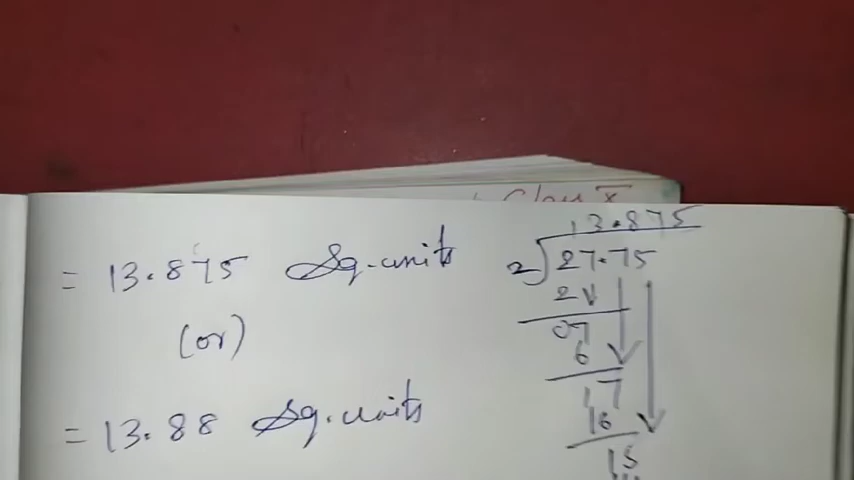 Class X
= 13.875 Sq.units
(or)
= 13.88 Sq.units
13.875
2 27.75
2
07
6
17
16
15